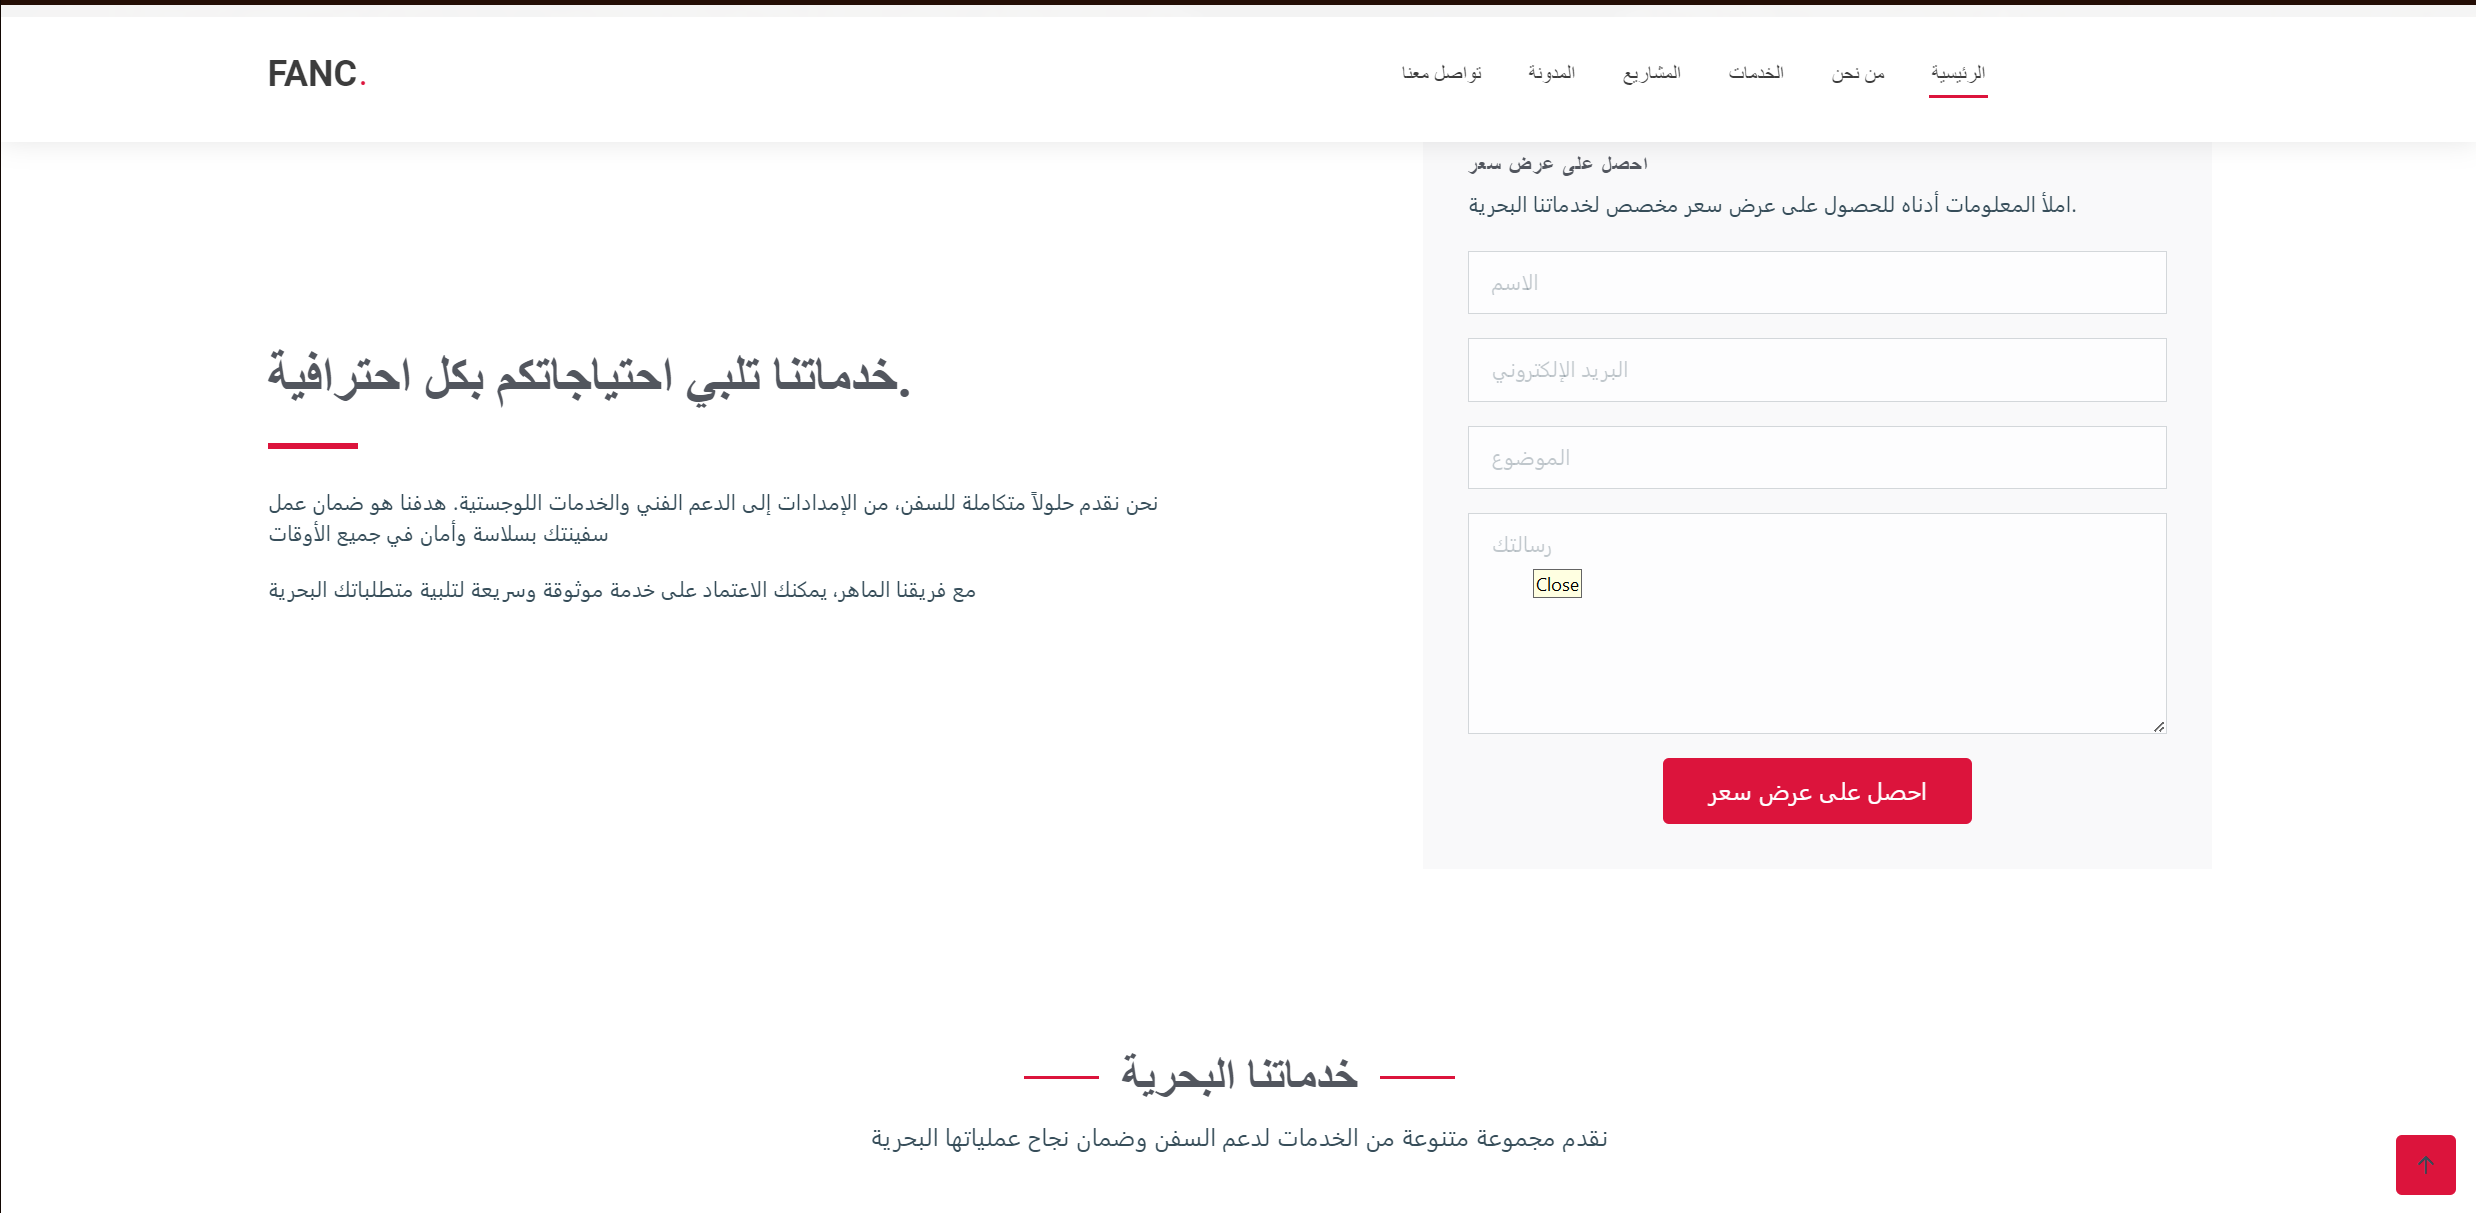 FANC.
الرئيسية
من نحن
الخدمات
المشاريع
المدونة
تواصل معنا
احصل على عرض سعر
املأ المعلومات أدناه للحصول على عرض سعر مخصص لخدماتنا البحرية.
الاسم
البريد الإلكتروني
الموضوع
رسالتك
Close
احصل على عرض سعر
خدماتنا تلبي احتياجاتكم بكل احترافية.
نحن نقدم حلولاً متكاملة للسفن، من الإمدادات إلى الدعم الفني والخدمات اللوجستية. هدفنا هو ضمان عمل
سفينتك بسلاسة وأمان في جميع الأوقات
مع فريقنا الماهر، يمكنك الاعتماد على خدمة موثوقة وسريعة لتلبية متطلباتك البحرية
خدماتنا البحرية
نقدم مجموعة متنوعة من الخدمات لدعم السفن وضمان نجاح عملياتها البحرية